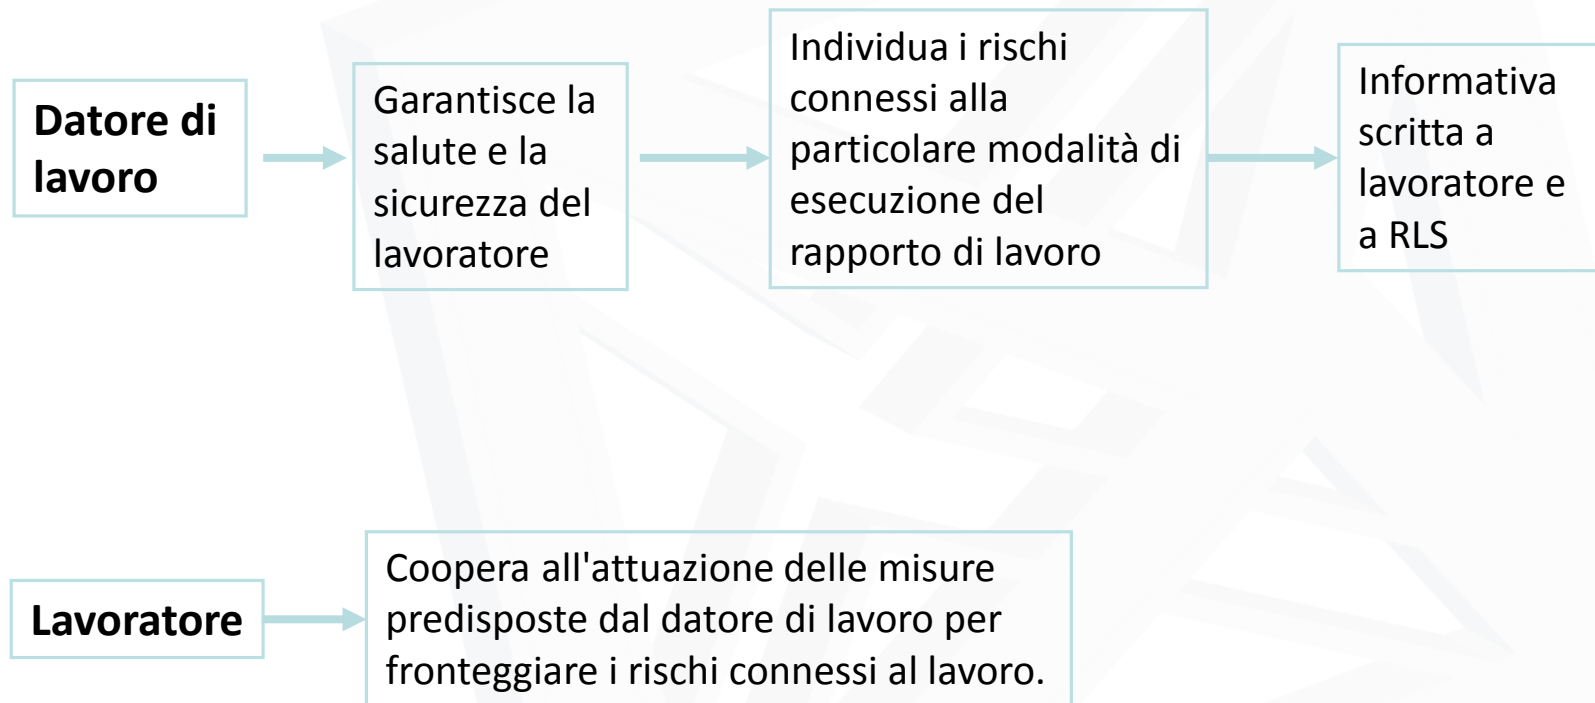 Datore di
lavoro
Garantisce la
salute e la
sicurezza del
lavoratore
Individua i rischi
connessi alla
particolare modalità di
esecuzione del
rapporto di lavoro
Informativa
scritta a
lavoratore e
a RLS
Lavoratore
Coopera all'attuazione delle misure
predisposte dal datore di lavoro per
fronteggiare i rischi connessi al lavoro.